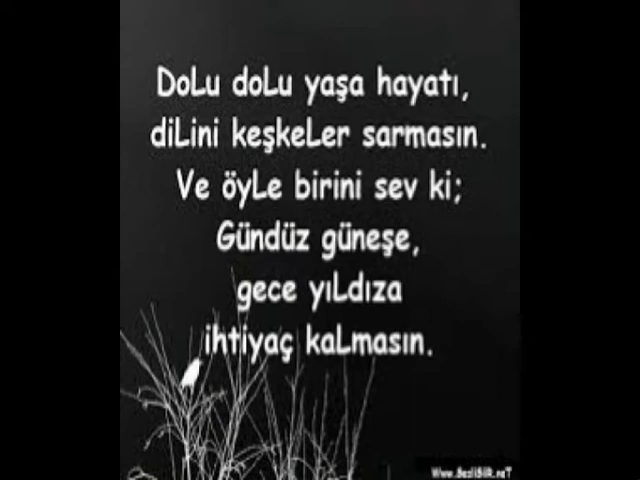 DoLu doLu yaşa hayatı,
diLini keşkeLer sarmasın.
Ve öyLe birini sev ki;
Gündüz güneşe,
gece yıLdıza
ihtiyaç kaLmasın.